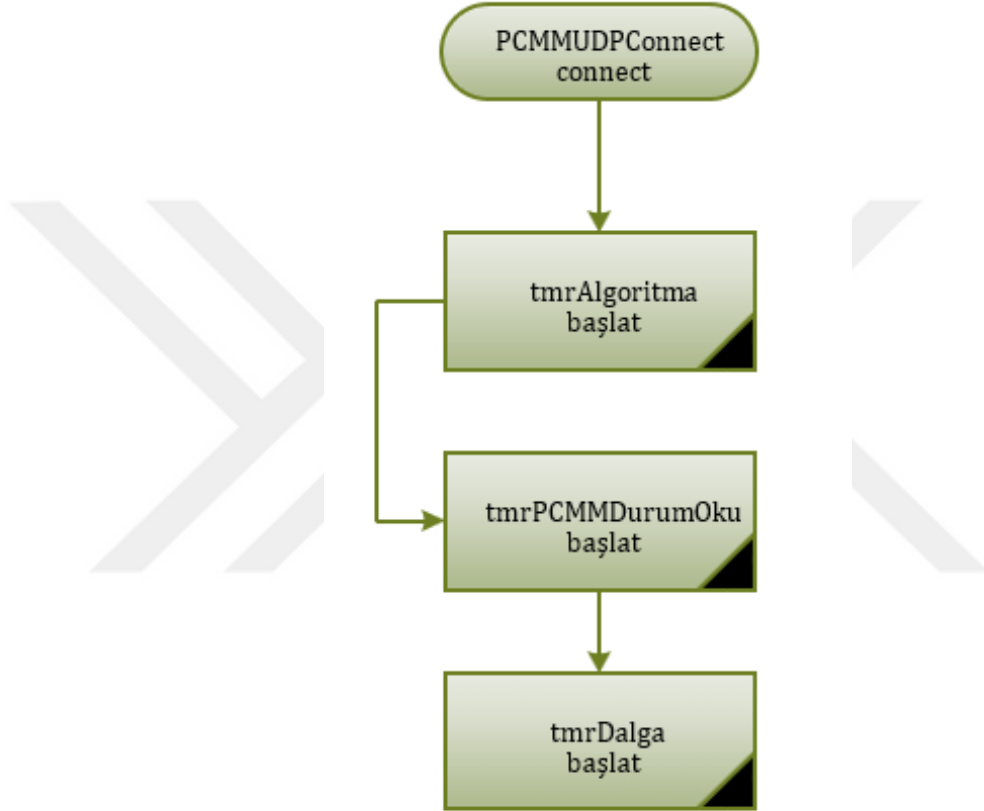 PCMMUDPConnect
connect
tmrAlgoritma
başlat
tmrPCMMDurumOku
başlat
tmrDalga
başlat